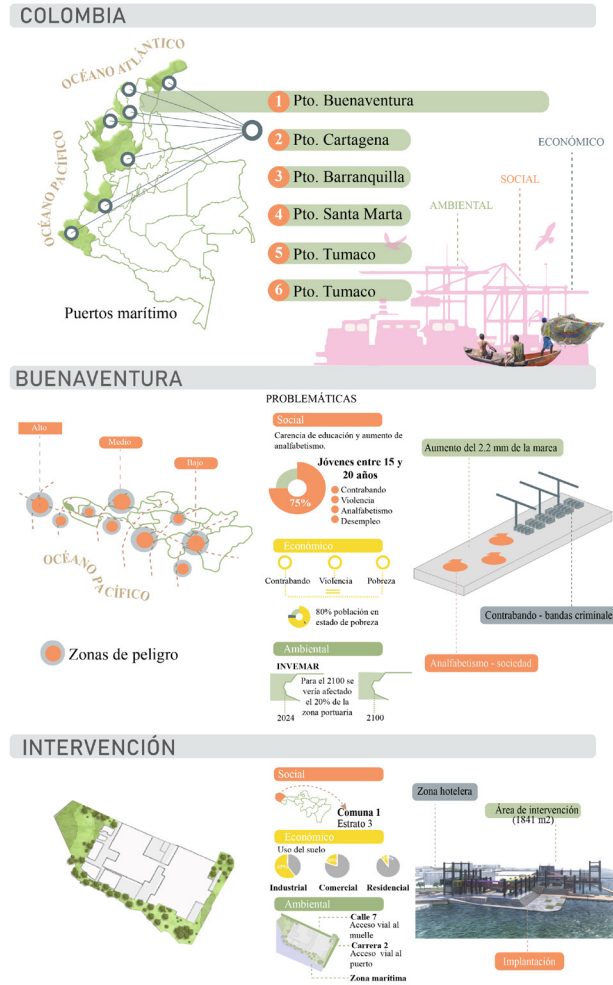 COLOMBIA
OCÉANO ATLÁNTICO
OCÉANO PACÍFICO
1 Pto. Buenaventura
2 Pto. Cartagena
3 Pto. Barranquilla
4 Pto. Santa Marta
5 Pto. Tumaco
6 Pto. Tumaco
Puertos marítimo
AMBIENTAL
SOCIAL
ECONÓMICO
BUENAVENTURA
Alto
Medio
Bajo
OCÉANO PACÍFICO
Zonas de peligro
PROBLEMÁTICAS
Social
Carencia de educación y aumento de
analfabetismo.
Jóvenes entre 15 y
20 años
75%
Contrabando
Violencia
Analfabetismo
Desempleo
Económico
Contrabando
Violencia
Pobreza
80% población en
estado de pobreza
Ambiental
INVEMAR
Para el 2100 se
vería afectado
el 20% de la
zona portuaria
2024
2100
Aumento del 2.2 mm de la marea
Contrabando - bandas criminales
Analfabetismo - sociedad
INTERVENCIÓN
Social
Comuna 1
Estrato 3
Económico
Uso del suelo
Industrial
Comercial
Residencial
Ambiental
Calle 7
Acceso vial al
muelle
Carrera 2
Acceso vial al
puerto
Zona marítima
Zona hotelera
Área de intervención
(1841 m2)
Implantación